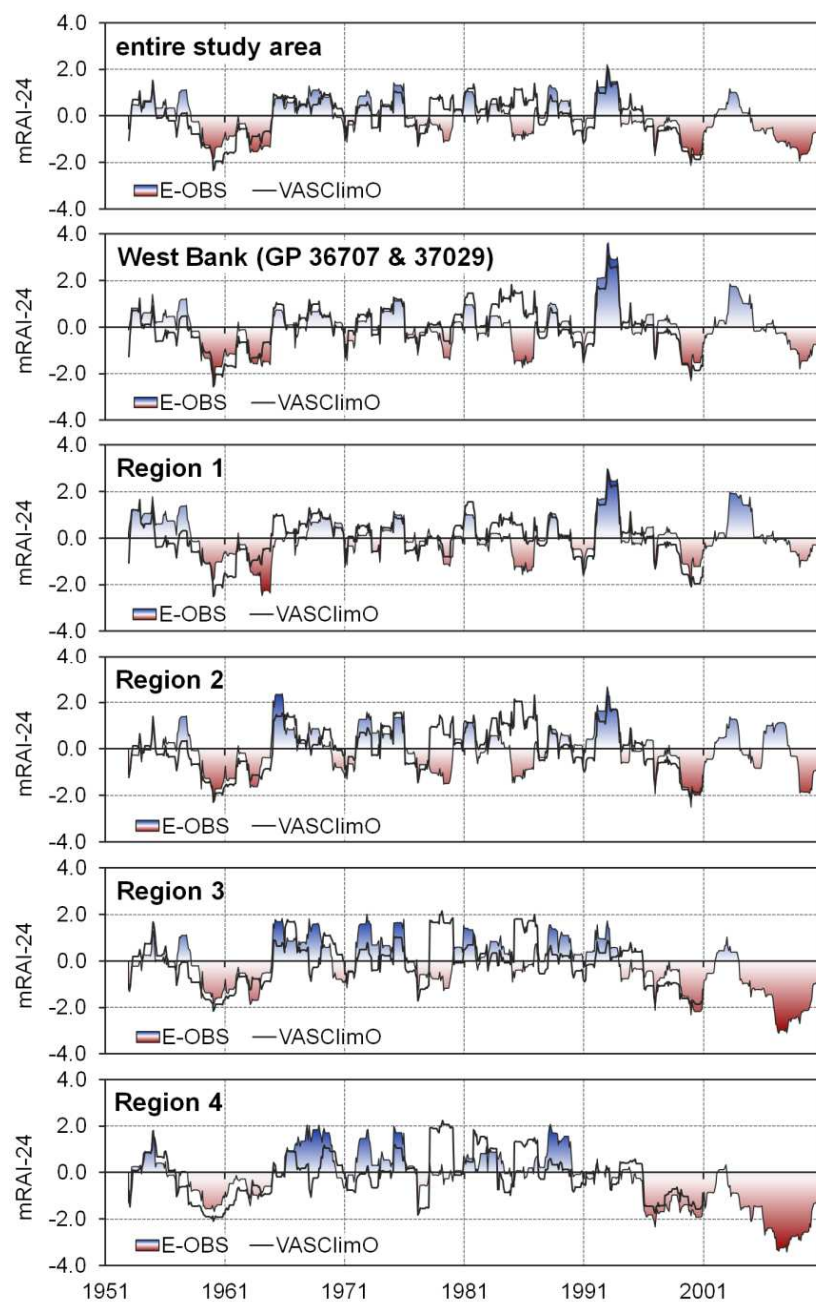 4.0
entire study area
2.0
0.0
-2.0
-4.0
mRAI-24
E-OBS — VASClimO
4.0
West Bank (GP 36707 & 37029)
2.0
0.0
-2.0
-4.0
mRAI-24
E-OBS — VASClimO
4.0
Region 1
2.0
0.0
-2.0
-4.0
mRAI-24
E-OBS — VASClimO
4.0
Region 2
2.0
0.0
-2.0
-4.0
mRAI-24
E-OBS — VASClimO
4.0
Region 3
2.0
0.0
-2.0
-4.0
mRAI-24
E-OBS — VASClimO
4.0
Region 4
2.0
0.0
-2.0
-4.0
mRAI-24
E-OBS — VASClimO
1951 1961 1971 1981 1991 2001